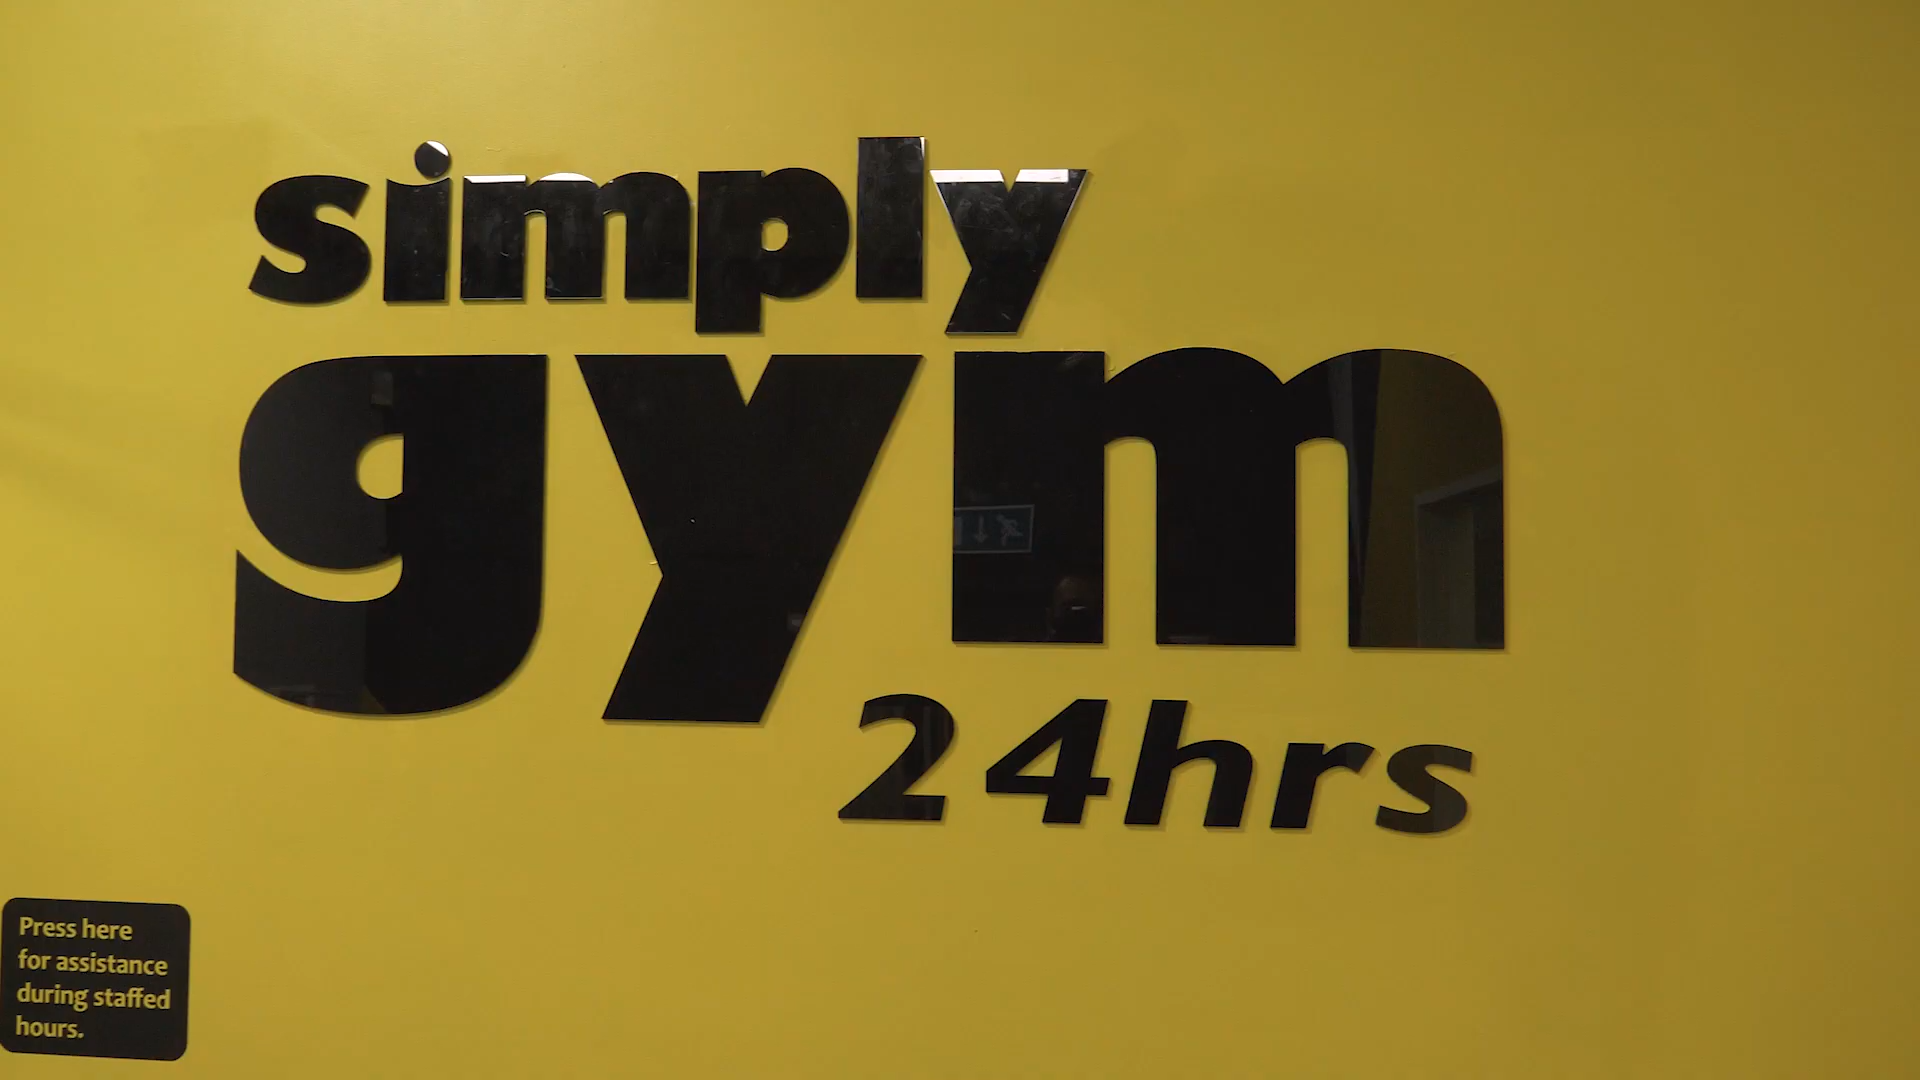 simply
gym
24hrs
Press here
for assistance
during staffed
hours.